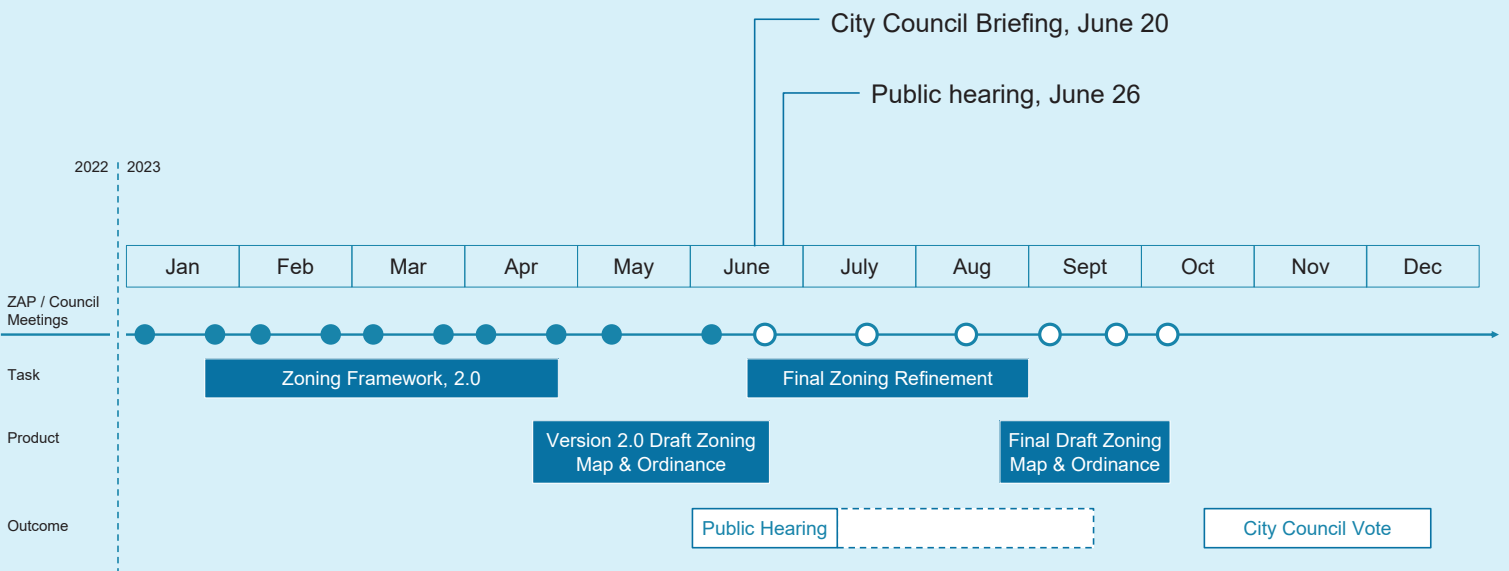 City Council Briefing, June 20
Public hearing, June 26
2022
2023
Jan
Feb
Mar
Apr
May
June
July
Aug
Sept
Oct
Nov
Dec
ZAP / Council
Meetings
Task
Zoning Framework, 2.0
Final Zoning Refinement
Product
Version 2.0 Draft Zoning
Map & Ordinance
Final Draft Zoning
Map & Ordinance
Outcome
Public Hearing
City Council Vote